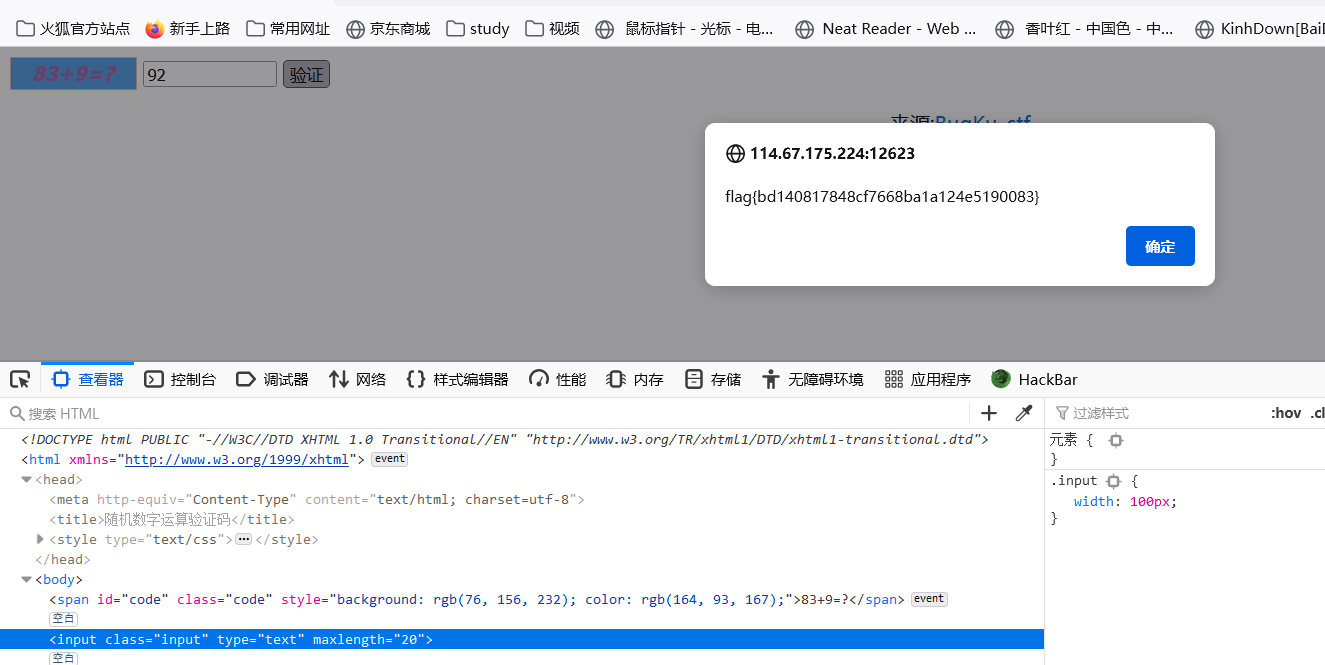 火狐官方站点 新手上路 常用网址 京东商城 study 视频 鼠标指针 - 光标 - 电... Neat Reader - Web ... 香叶红 - 中国色 - 中... KinhDown[Bai
83+9=? 92 验证
来源:BugKu-ctf
114.67.175.224:12623
flag{bd140817848cf7668ba1a124e5190083}
确定
查看器 控制台 调试器 网络 样式编辑器 性能 内存 存储 无障碍环境 应用程序 HackBar
搜索 HTML
过滤样式 :hov .cl
<!DOCTYPE html PUBLIC "-//W3C//DTD XHTML 1.0 Transitional//EN" "http://www.w3.org/TR/xhtml1/DTD/xhtml1-transitional.dtd">
<html xmlns="http://www.w3.org/1999/xhtml"> event
<head>
<meta http-equiv="Content-Type" content="text/html; charset=utf-8">
<title>随机数字运算验证码</title>
<style type="text/css">...</style>
</head>
<body>
<span id="code" class="code" style="background: rgb(76, 156, 232); color: rgb(164, 93, 167);">83+9=?</span> event
空白
<input class="input" type="text" maxlength="20">
空白
元素 {
}
.input {
width: 100px;
}